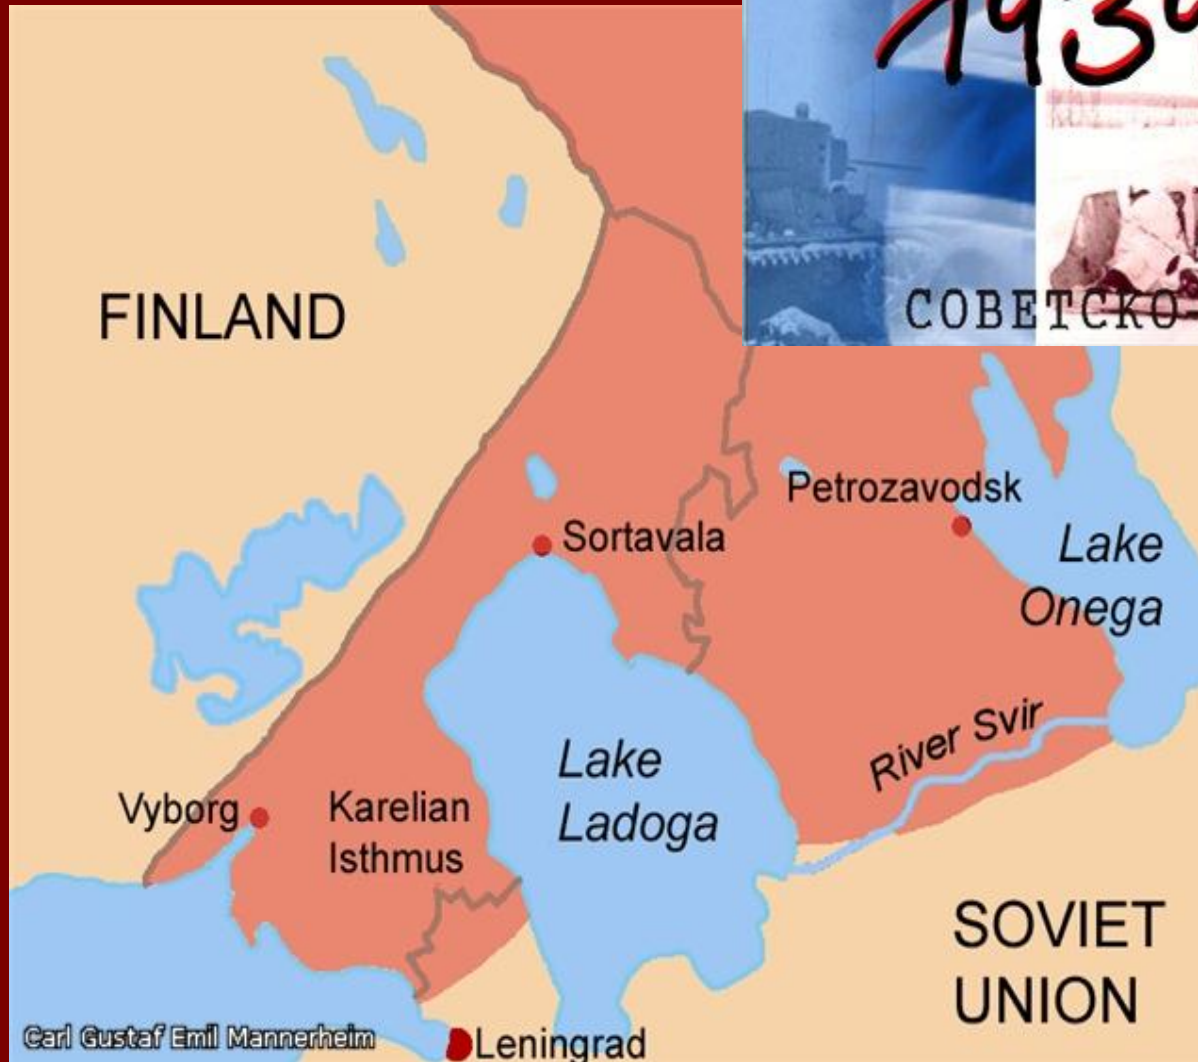 193
СОВЕТСКО
FINLAND
Petrozavodsk
Sortavala
Lake
Onega
River Svir
Lake
Ladoga
Vyborg
Karelian
Isthmus
SOVIET
UNION
Carl Gustaf Emil Mannerheim
Leningrad